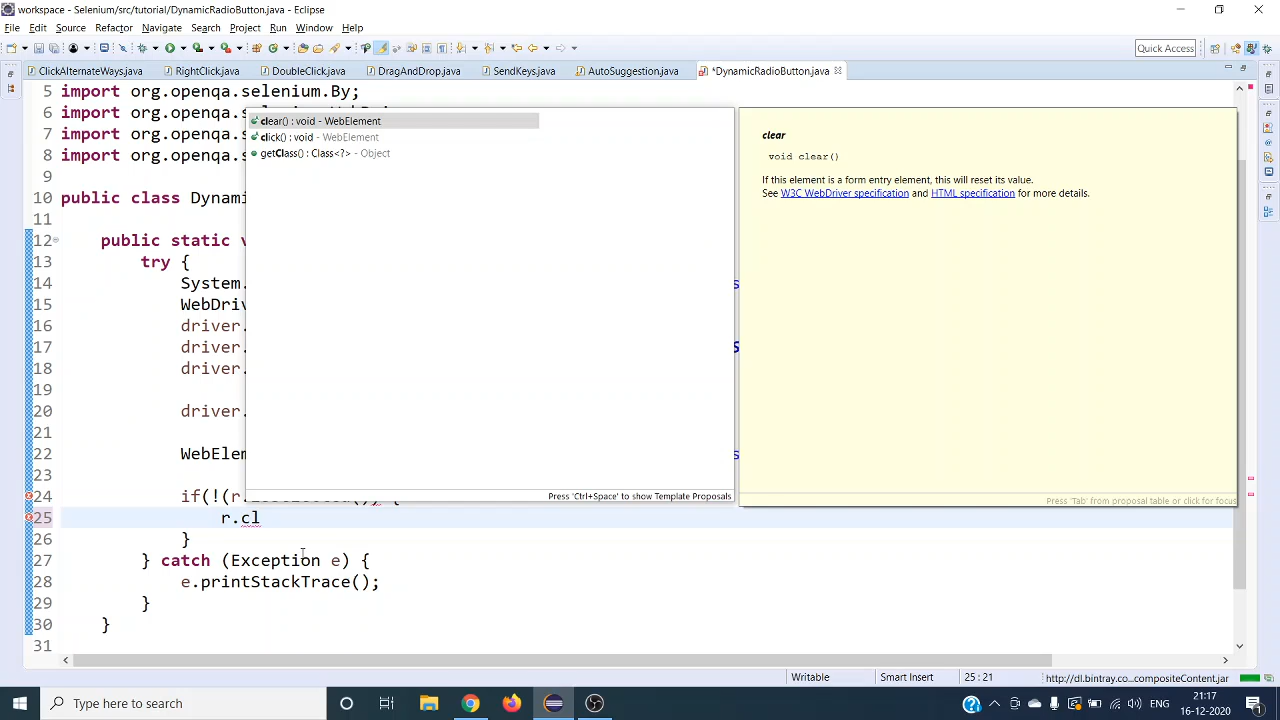 workspace - Selenium/src/tutorial/DynamicRadioButton.java - Eclipse
File Edit Source Refactor Navigate Search Project Run Window Help
Quick Access
ClickAlternateWays.java RightClick.java DoubleClick.java DragAndDrop.java SendKeys.java AutoSuggestion.java *DynamicRadioButton.java
5 import org.openqa.selenium.By;
6 import org.openqa.selenium.
7 import org.o
8 import org.o
9
10 public class Dynami
11
12 public static v
13 try {
14 System.
15 WebDriv
16 driver.
17 driver.
18 driver.
19
20 driver.
21
22 WebElem
23
24 if(!(r.
25 r.cl
26 }
27 } catch (Exception e) {
28 e.printStackTrace();
29 }
30 }
31
clear() : void - WebElement
click() : void - WebElement
getClass() : Class<?> - Object
Press 'Ctrl+Space' to show Template Proposals
clear
void clear()
If this element is a form entry element, this will reset its value.
See W3C WebDriver specification and HTML specification for more details.
Press 'Tab' from proposal table or click for focus
Writable Smart Insert 25 : 21 http://dl.bintray.co...compositeContent.jar
Type here to search
ENG
21:17
16-12-2020